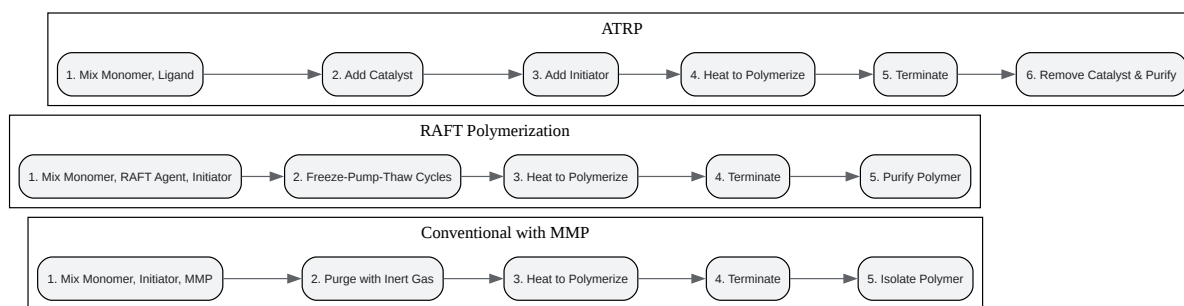 ATRP
1. Mix Monomer, Ligand
2. Add Catalyst
3. Add Initiator
4. Heat to Polymerize
5. Terminate
6. Remove Catalyst & Purify
RAFT Polymerization
1. Mix Monomer, RAFT Agent, Initiator
2. Freeze-Pump-Thaw Cycles
3. Heat to Polymerize
4. Terminate
5. Purify Polymer
Conventional with MMP
1. Mix Monomer, Initiator, MMP
2. Purge with Inert Gas
3. Heat to Polymerize
4. Terminate
5. Isolate Polymer